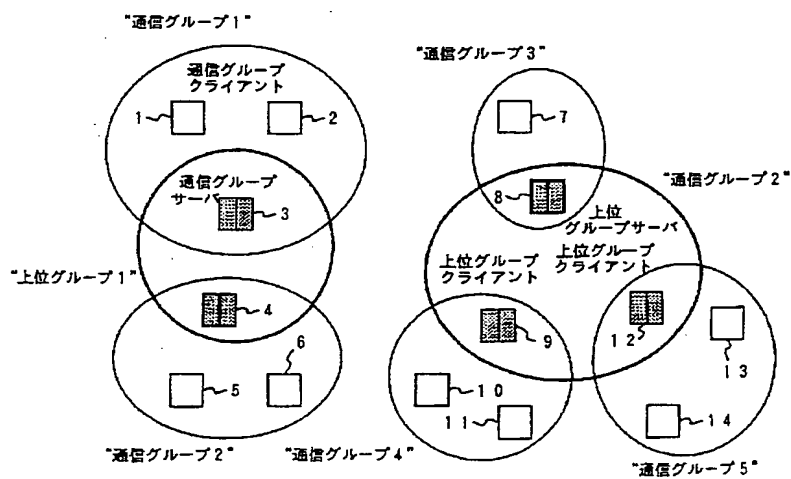 "通信グループ1"
通信グループ
クライアント
1
2
通信グループ
サーバ
3
"上位グループ1"
4
6
5
"通信グループ2"
"通信グループ3"
7
"通信グループ2"
8
上位
グループサーバ
上位グループ
クライアント
上位グループ
クライアント
9
12
13
10
11
14
"通信グループ4"
"通信グループ5"